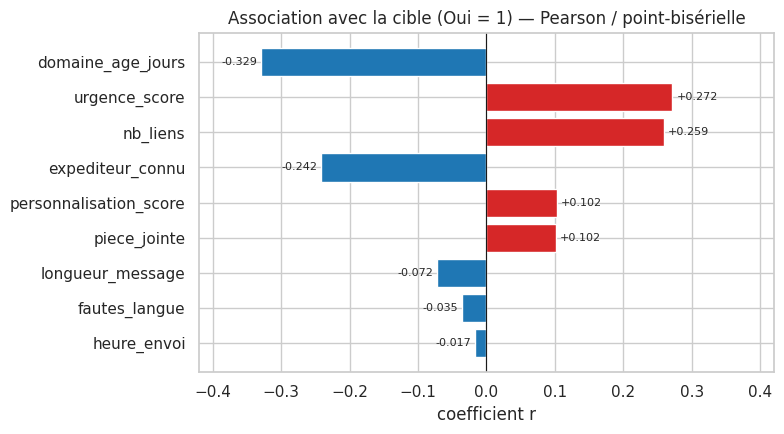 Association avec la cible (Oui = 1) — Pearson / point-bisérielle
domaine_age_jours -0.329
urgence_score +0.272
nb_liens +0.259
expediteur_connu -0.242
personnalisation_score +0.102
piece_jointe +0.102
longueur_message -0.072
fautes_langue -0.035
heure_envoi -0.017
−0.4 −0.3 −0.2 −0.1 0.0 0.1 0.2 0.3 0.4
coefficient r